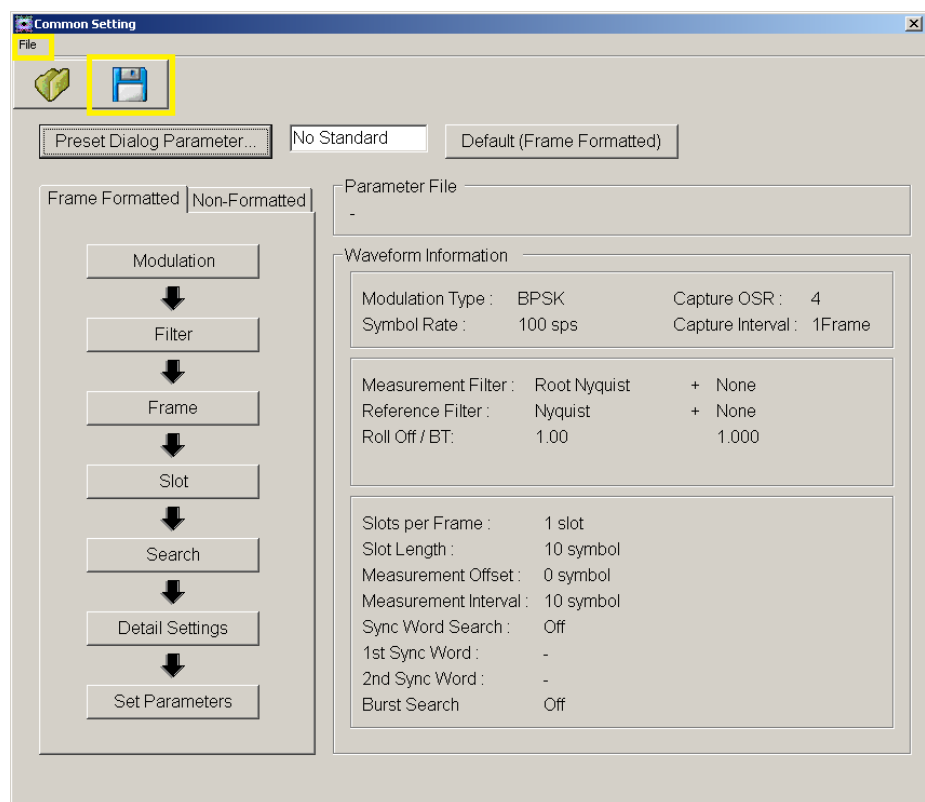 Common Setting
File
Preset Dialog Parameter... No Standard Default (Frame Formatted)
Frame Formatted Non-Formatted
Modulation
Filter
Frame
Slot
Search
Detail Settings
Set Parameters
Parameter File
-
Waveform Information
Modulation Type : BPSK Capture OSR : 4
Symbol Rate : 100 sps Capture Interval : 1Frame
Measurement Filter : Root Nyquist + None
Reference Filter : Nyquist + None
Roll Off / BT: 1.00 1.000
Slots per Frame : 1 slot
Slot Length : 10 symbol
Measurement Offset : 0 symbol
Measurement Interval : 10 symbol
Sync Word Search : Off
1st Sync Word : -
2nd Sync Word : -
Burst Search Off